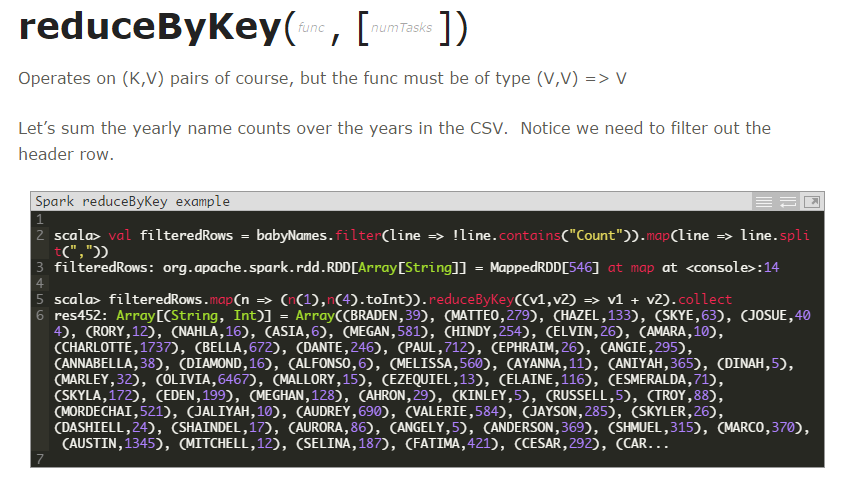 reduceByKey(func, [numTasks])
Operates on (K,V) pairs of course, but the func must be of type (V,V) => V
Let’s sum the yearly name counts over the years in the CSV.  Notice we need to filter out the
header row.
Spark reduceByKey example
1
2 scala> val filteredRows = babyNames.filter(line => !line.contains("Count")).map(line => line.spli
t(","))
3 filteredRows: org.apache.spark.rdd.RDD[Array[String]] = MappedRDD[546] at map at <console>:14
4
5 scala> filteredRows.map(n => (n(1),n(4).toInt)).reduceByKey((v1,v2) => v1 + v2).collect
6 res452: Array[(String, Int)] = Array((BRADEN,39), (MATTEO,279), (HAZEL,133), (SKYE,63), (JOSUE,40
4), (RORY,12), (NAHLA,16), (ASIA,6), (MEGAN,581), (HINDY,254), (ELVIN,26), (AMARA,10),
(CHARLOTTE,1737), (BELLA,672), (DANTE,246), (PAUL,712), (EPHRAIM,26), (ANGIE,295),
(ANNABELLA,38), (DIAMOND,16), (ALFONSO,6), (MELISSA,560), (AYANNA,11), (ANIYAH,365), (DINAH,5),
(MARLEY,32), (OLIVIA,6467), (MALLORY,15), (EZEQUIEL,13), (ELAINE,116), (ESMERALDA,71),
(SKYLA,172), (EDEN,199), (MEGHAN,128), (AHRON,29), (KINLEY,5), (RUSSELL,5), (TROY,88),
(MORDECHAI,521), (JALIYAH,10), (AUDREY,690), (VALERIE,584), (JAYSON,285), (SKYLER,26),
(DASHIELL,24), (SHAINDEL,17), (AURORA,86), (ANGELY,5), (ANDERSON,369), (SHMUEL,315), (MARCO,370),
(AUSTIN,1345), (MITCHELL,12), (SELINA,187), (FATIMA,421), (CESAR,292), (CAR...
7